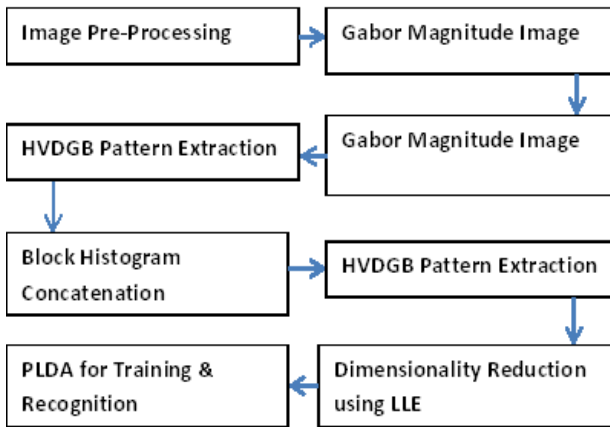 Image Pre-Processing
Gabor Magnitude Image
Gabor Magnitude Image
HVDGB Pattern Extraction
Block Histogram
Concatenation
HVDGB Pattern Extraction
Dimensionality Reduction
using LLE
PLDA for Training &
Recognition